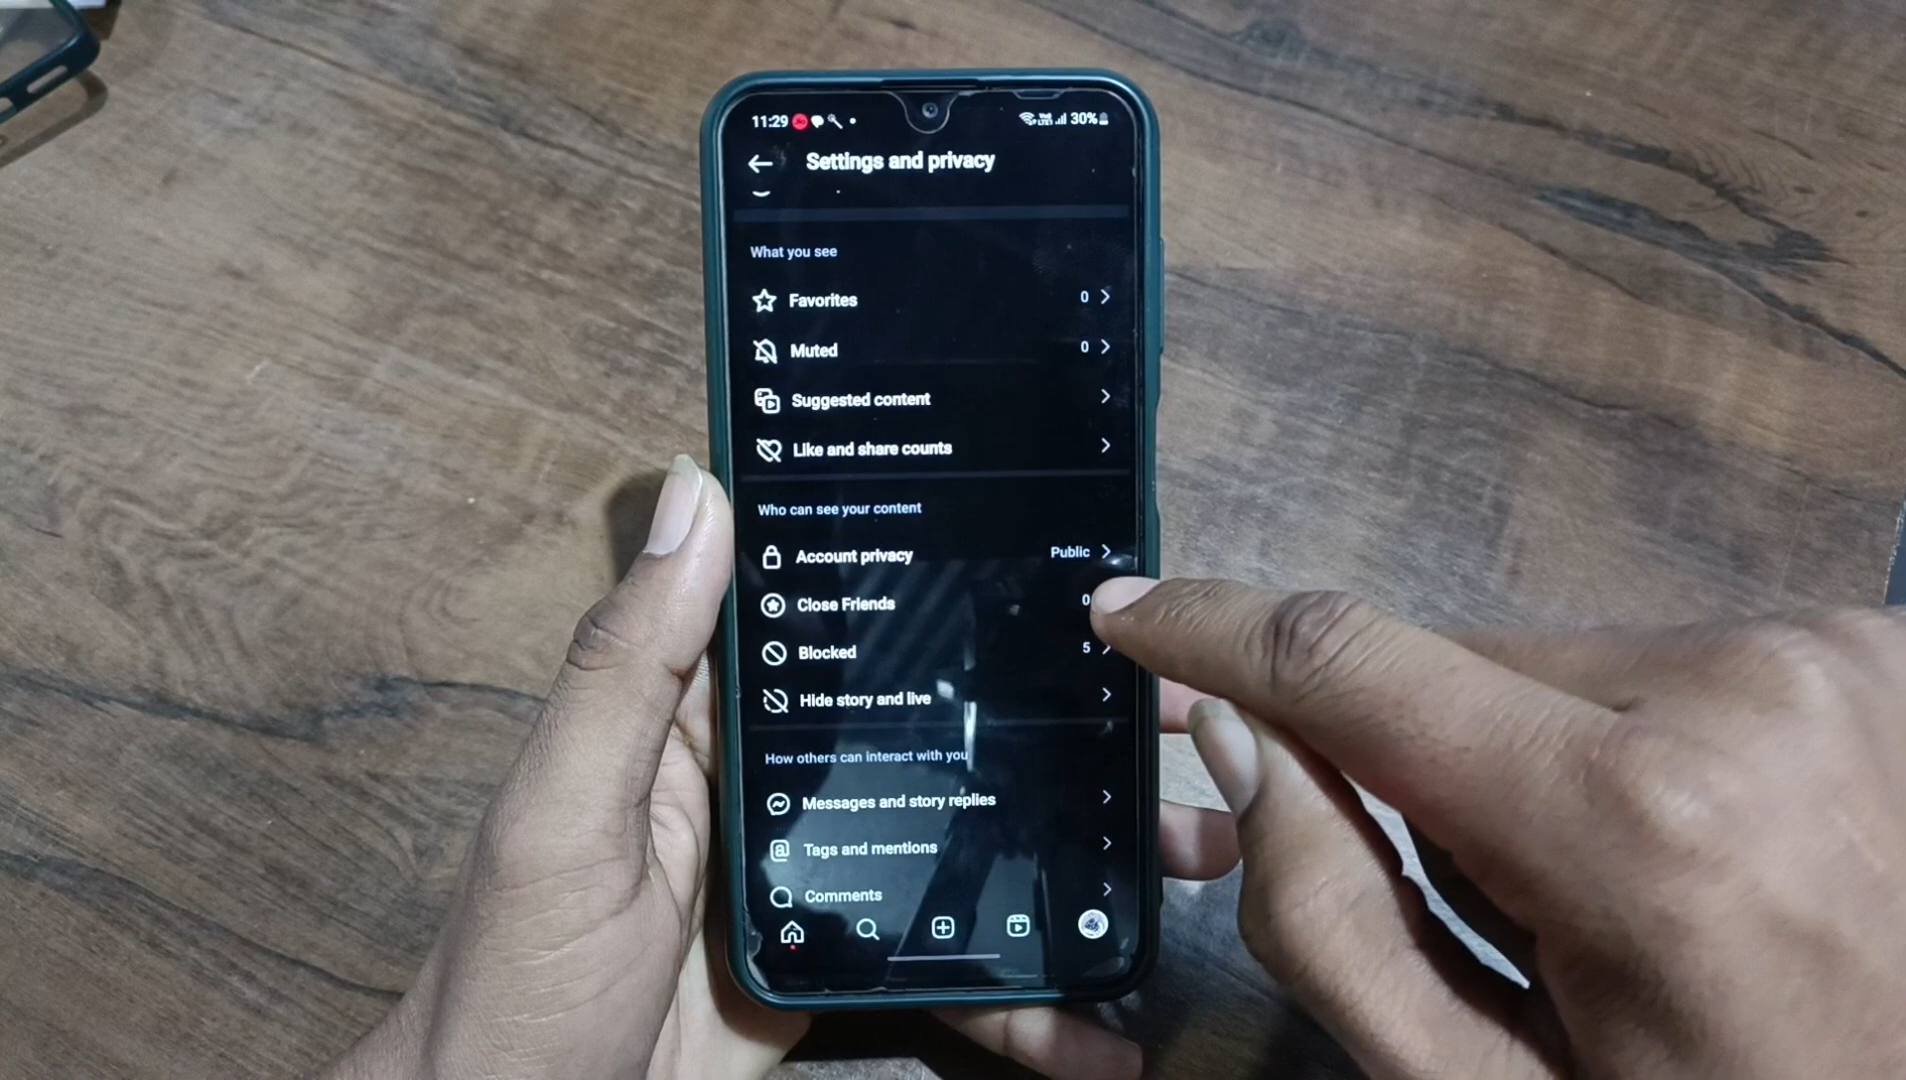 11:29 30%
Settings and privacy
What you see
Favorites 0
Muted 0
Suggested content
Like and share counts
Who can see your content
Account privacy Public
Close Friends 0
Blocked 5
Hide story and live
How others can interact with you
Messages and story replies
Tags and mentions
Comments